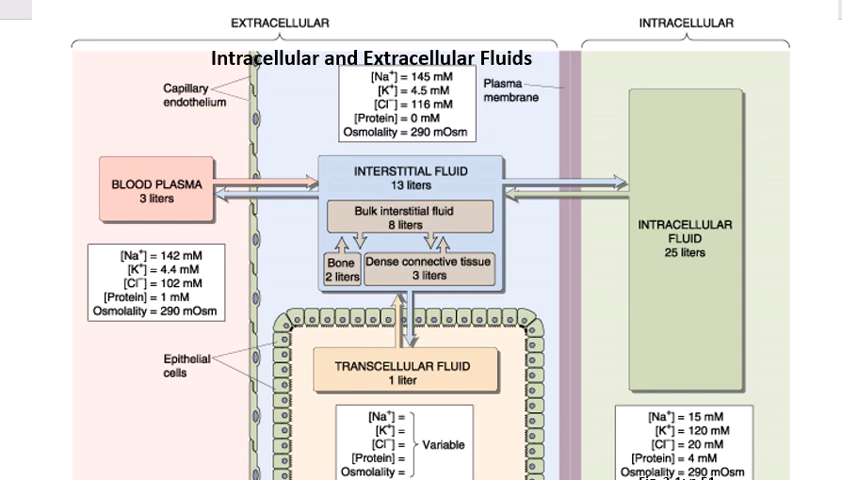 EXTRACELLULAR
INTRACELLULAR
Intracellular and Extracellular Fluids
Capillary
endothelium
[Na⁺] = 145 mM
[K⁺] = 4.5 mM
[Cl⁻] = 116 mM
[Protein] = 0 mM
Osmolality = 290 mOsm
Plasma
membrane
BLOOD PLASMA
3 liters
INTERSTITIAL FLUID
13 liters
Bulk interstitial fluid
8 liters
Bone
2 liters
Dense connective tissue
3 liters
INTRACELLULAR
FLUID
25 liters
[Na⁺] = 142 mM
[K⁺] = 4.4 mM
[Cl⁻] = 102 mM
[Protein] = 1 mM
Osmolality = 290 mOsm
Epithelial
cells
TRANSCELLULAR FLUID
1 liter
[Na⁺] =
[K⁺] =
[Cl⁻] =
[Protein] =
Osmolality =
Variable
[Na⁺] = 15 mM
[K⁺] = 120 mM
[Cl⁻] = 20 mM
[Protein] = 4 mM
Osmolality = 290 mOsm